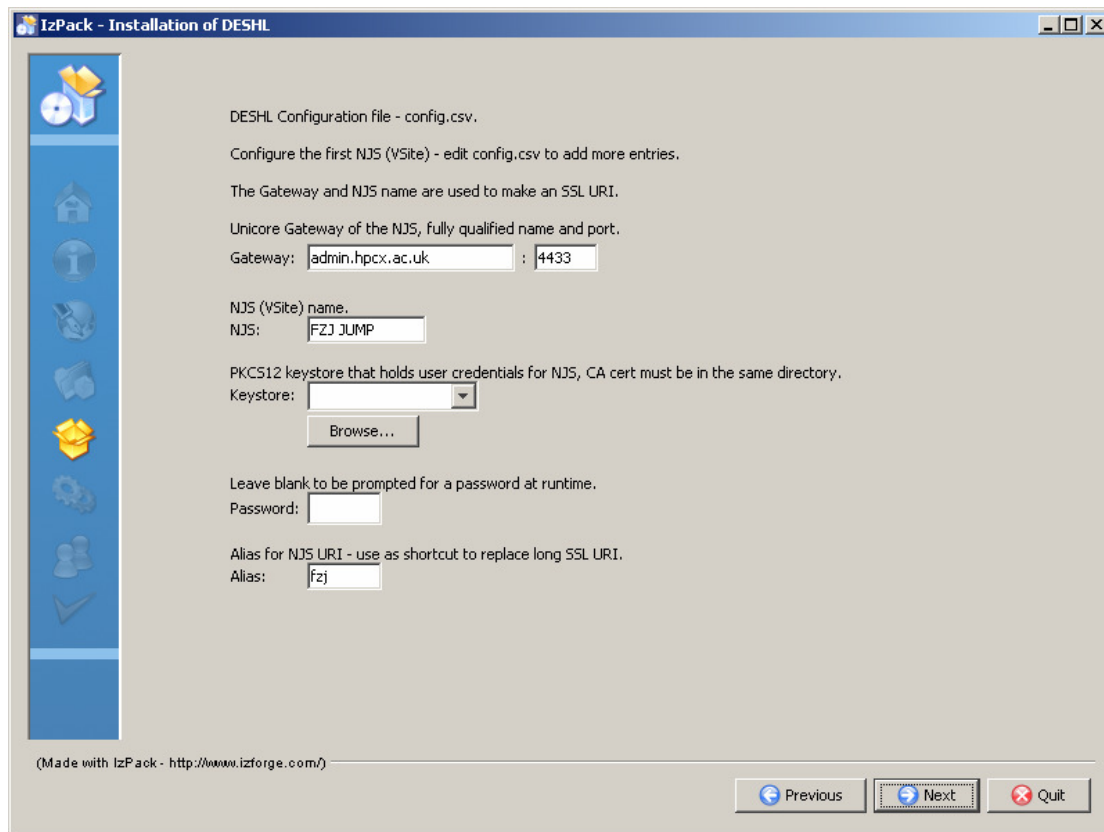 IzPack - Installation of DESHL
DESHL Configuration file - config.csv.
Configure the first NJS (VSite) - edit config.csv to add more entries.
The Gateway and NJS name are used to make an SSL URI.
Unicore Gateway of the NJS, fully qualified name and port.
Gateway: admin.hpcx.ac.uk : 4433
NJS (VSite) name.
NJS: FZJ JUMP
PKCS12 keystore that holds user credentials for NJS, CA cert must be in the same directory.
Keystore:
Browse...
Leave blank to be prompted for a password at runtime.
Password:
Alias for NJS URI - use as shortcut to replace long SSL URI.
Alias: fzj
(Made with IzPack - http://www.izforge.com/)
Previous Next Quit